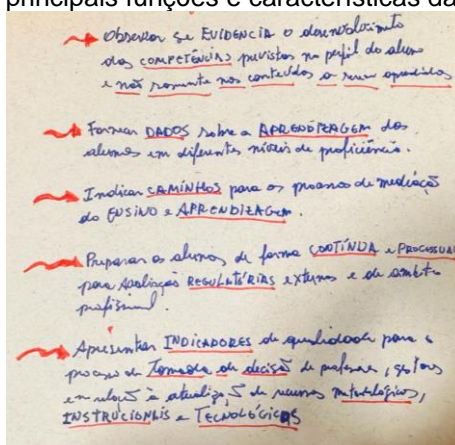 principais funções e características da
Observar se EVIDENCIA o desenvolvimento
das COMPETÊNCIAS previstas no perfil do aluno
e não somente nos conteúdos a serem aprendidos
Fornecer DADOS sobre a APRENDIZAGEM dos
alunos em diferentes níveis de proficiência.
Indicar CAMINHOS para os processos de mediação
do ENSINO e APRENDIZAGEM.
Preparar os alunos de forma CONTÍNUA e PROCESSUAL
para avaliações REGULATÓRIAS externas e de âmbito
profissional.
Apresentar INDICADORES de qualidade para o
processo de Tomada de decisão de professores, gestores
em relação à atualização de recursos metodológicos,
INSTRUCIONAIS e TECNOLÓGICOS